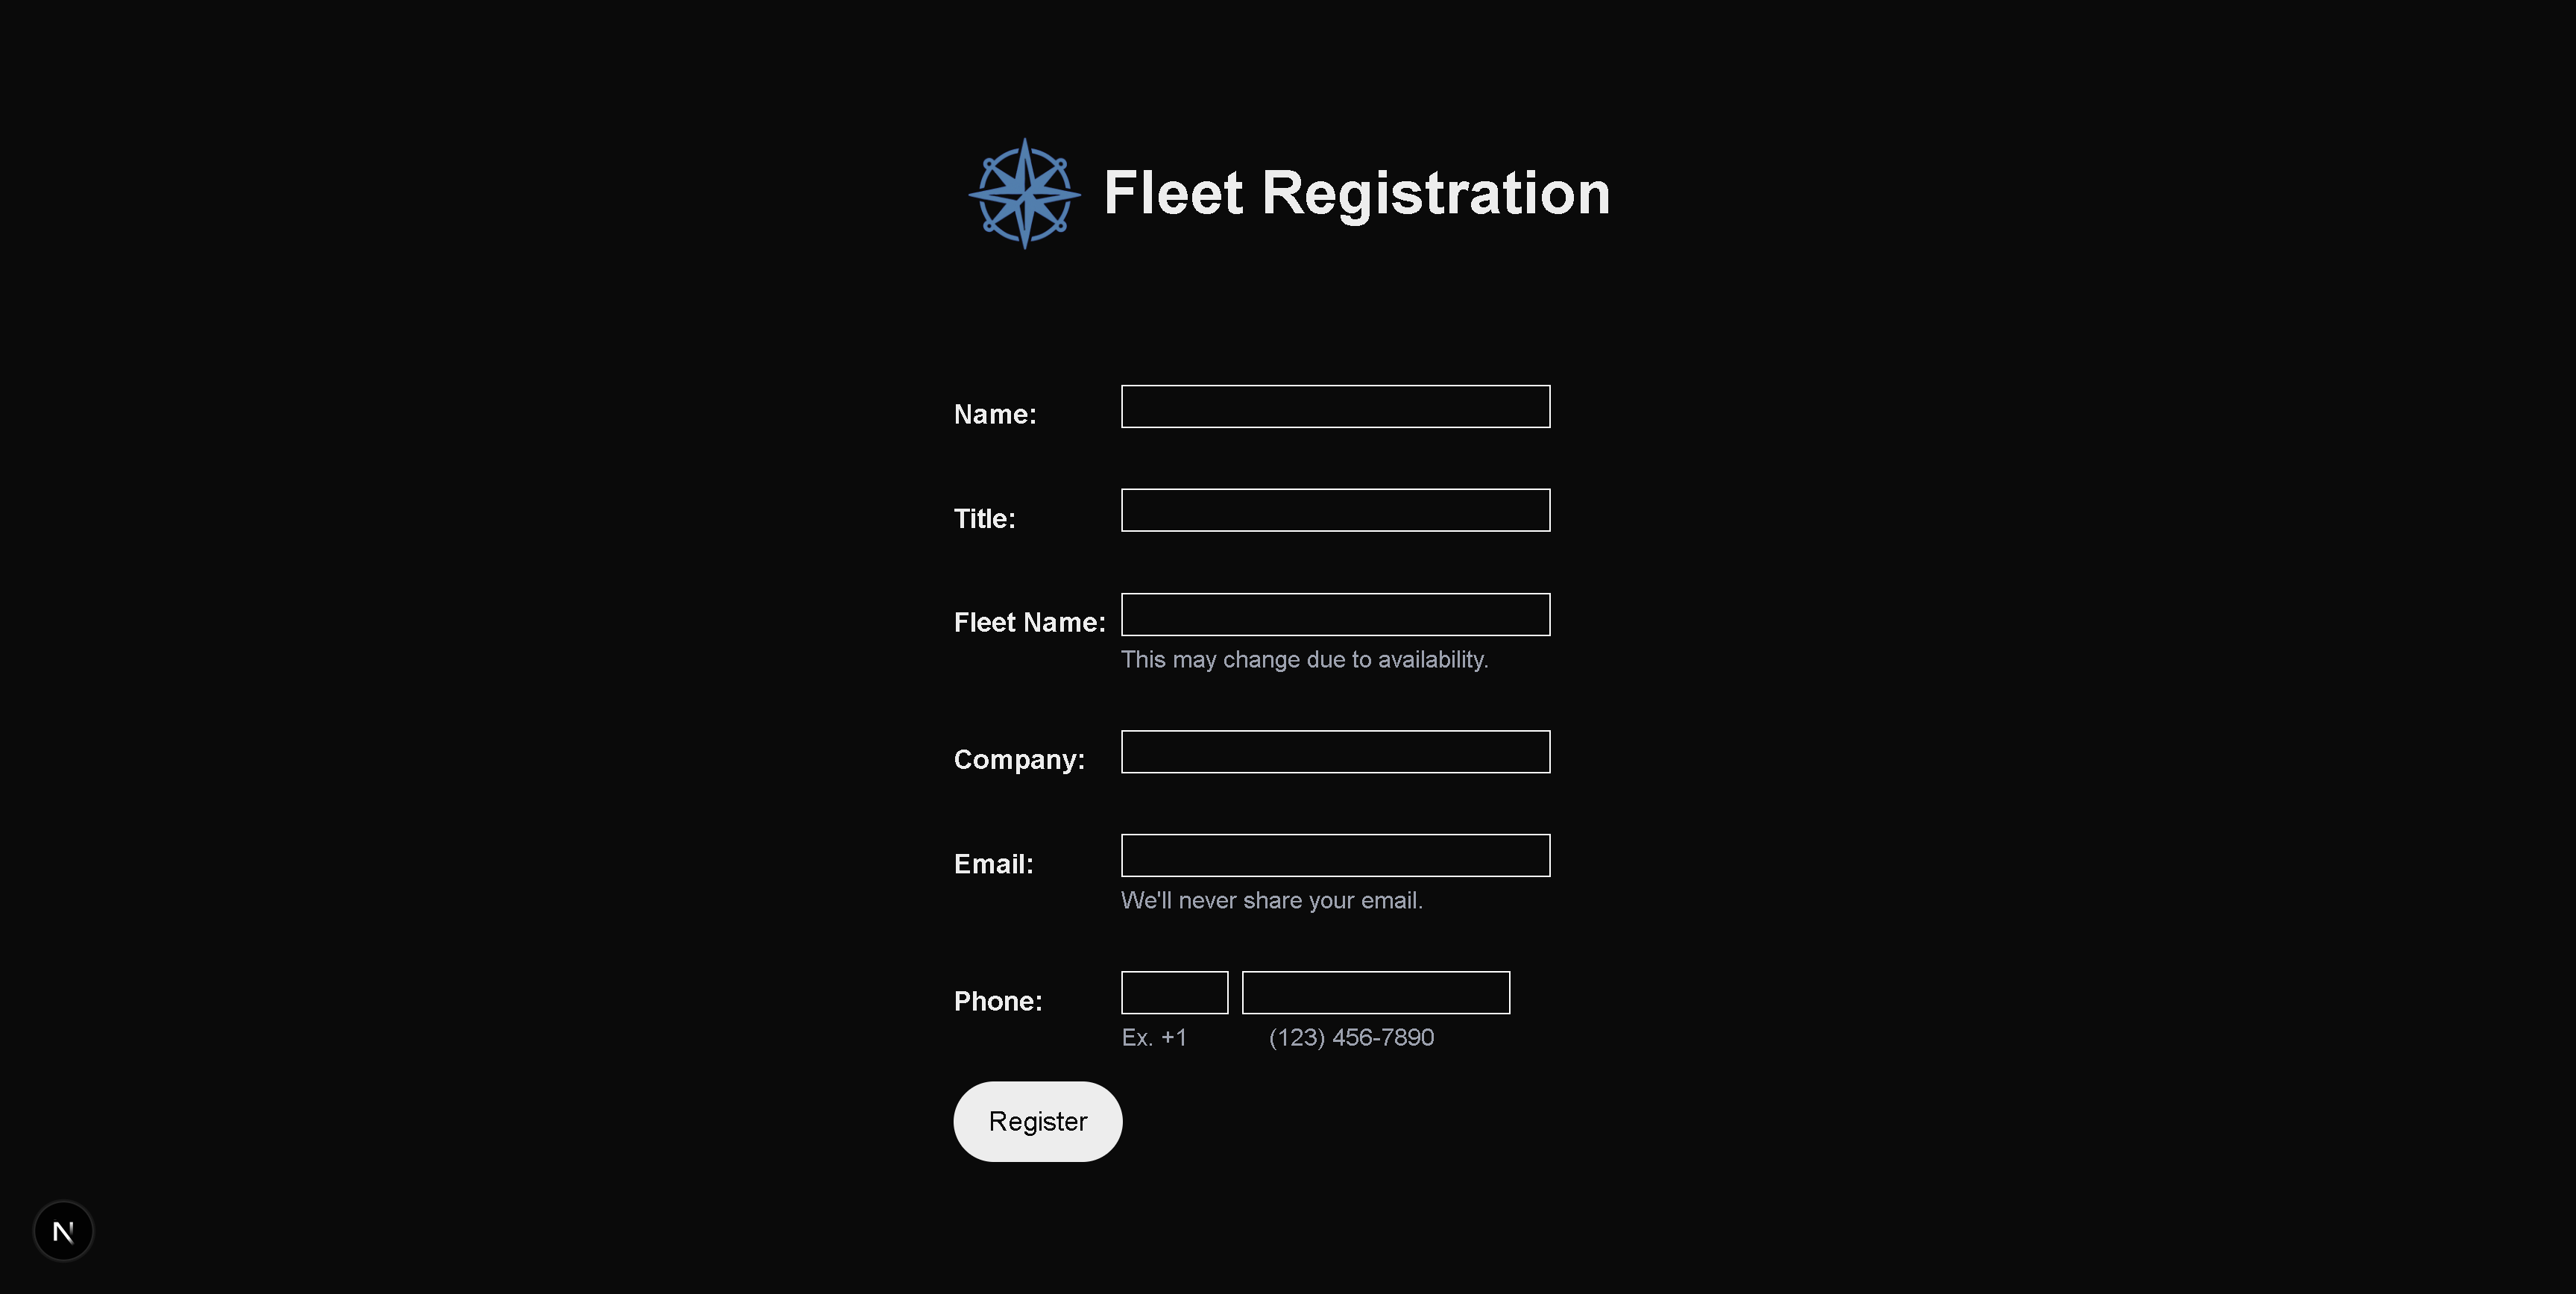 Fleet Registration
Name:
Title:
Fleet Name:
This may change due to availability.
Company:
Email:
We'll never share your email.
Phone:
Ex. +1 (123) 456-7890
Register
N